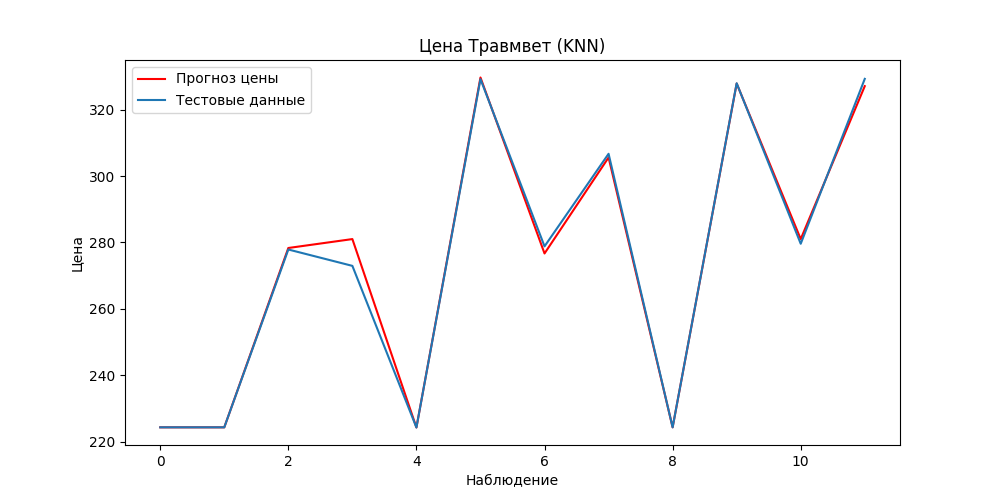 Цена Травмвет (KNN)
Прогноз цены
Тестовые данные
Цена
320
300
280
260
240
220
0 2 4 6 8 10
Наблюдение